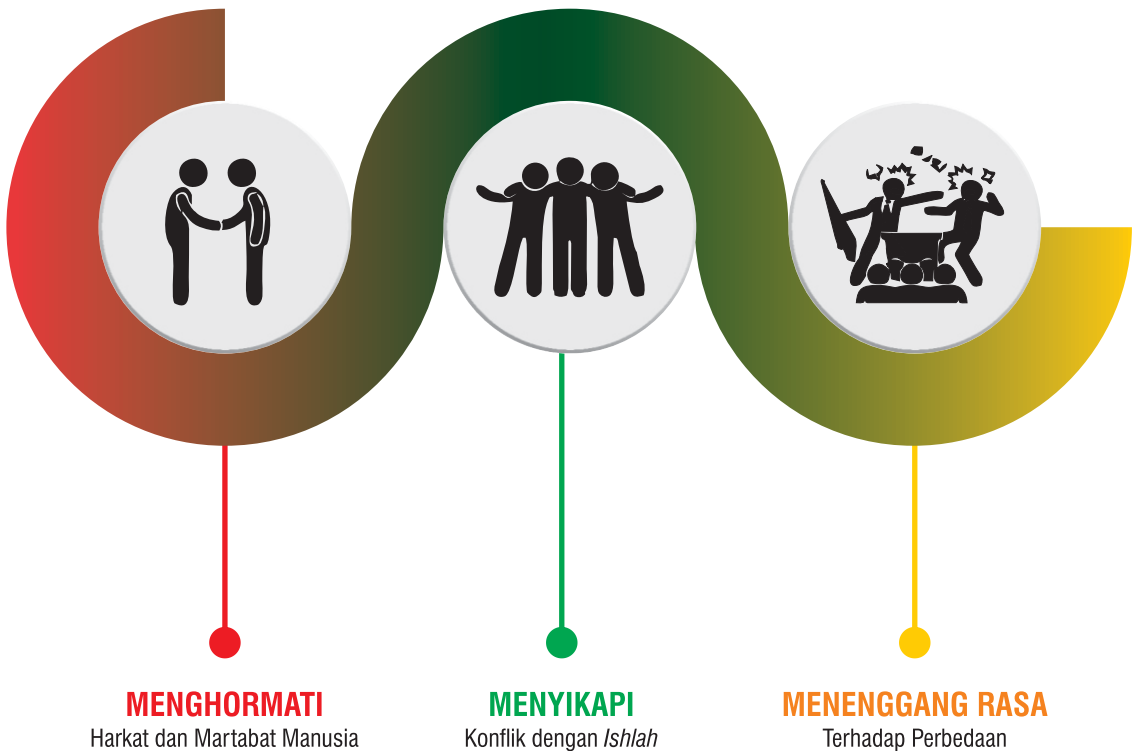 MENGHORMATI
Harkat dan Martabat Manusia
MENYIKAPI
Konflik dengan Ishlah
MENENGGANG RASA
Terhadap Perbedaan